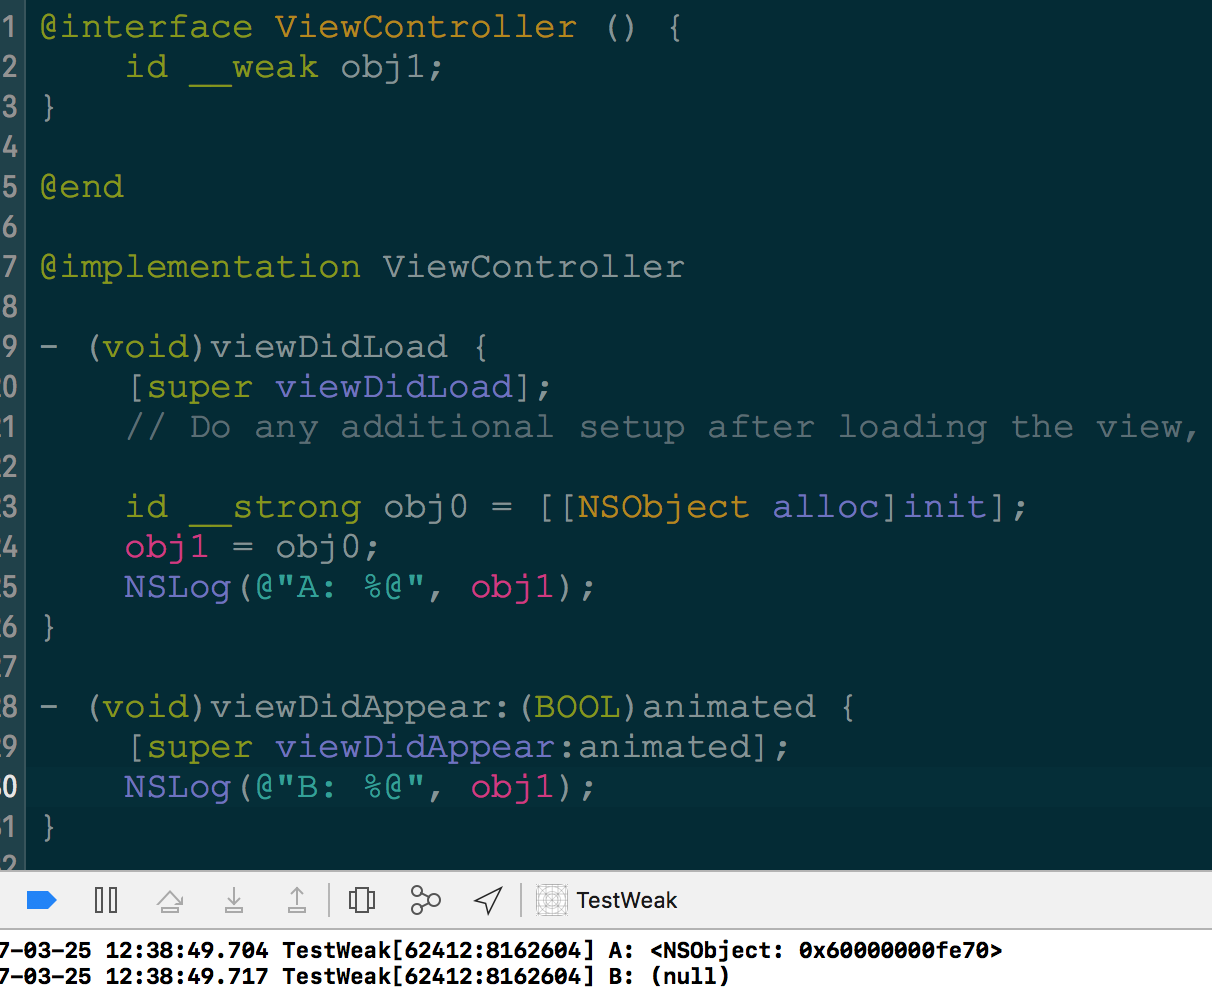 1 @interface ViewController () {
2     id __weak obj1;
3 }
4
5 @end
6
7 @implementation ViewController
8
9 - (void)viewDidLoad {
0     [super viewDidLoad];
1     // Do any additional setup after loading the view,
2
3     id __strong obj0 = [[NSObject alloc]init];
4     obj1 = obj0;
5     NSLog(@"A: %@", obj1);
6 }
7
8 - (void)viewDidAppear:(BOOL)animated {
9     [super viewDidAppear:animated];
0     NSLog(@"B: %@", obj1);
1 }
2
TestWeak
7-03-25 12:38:49.704 TestWeak[62412:8162604] A: <NSObject: 0x60000000fe70>
7-03-25 12:38:49.717 TestWeak[62412:8162604] B: (null)